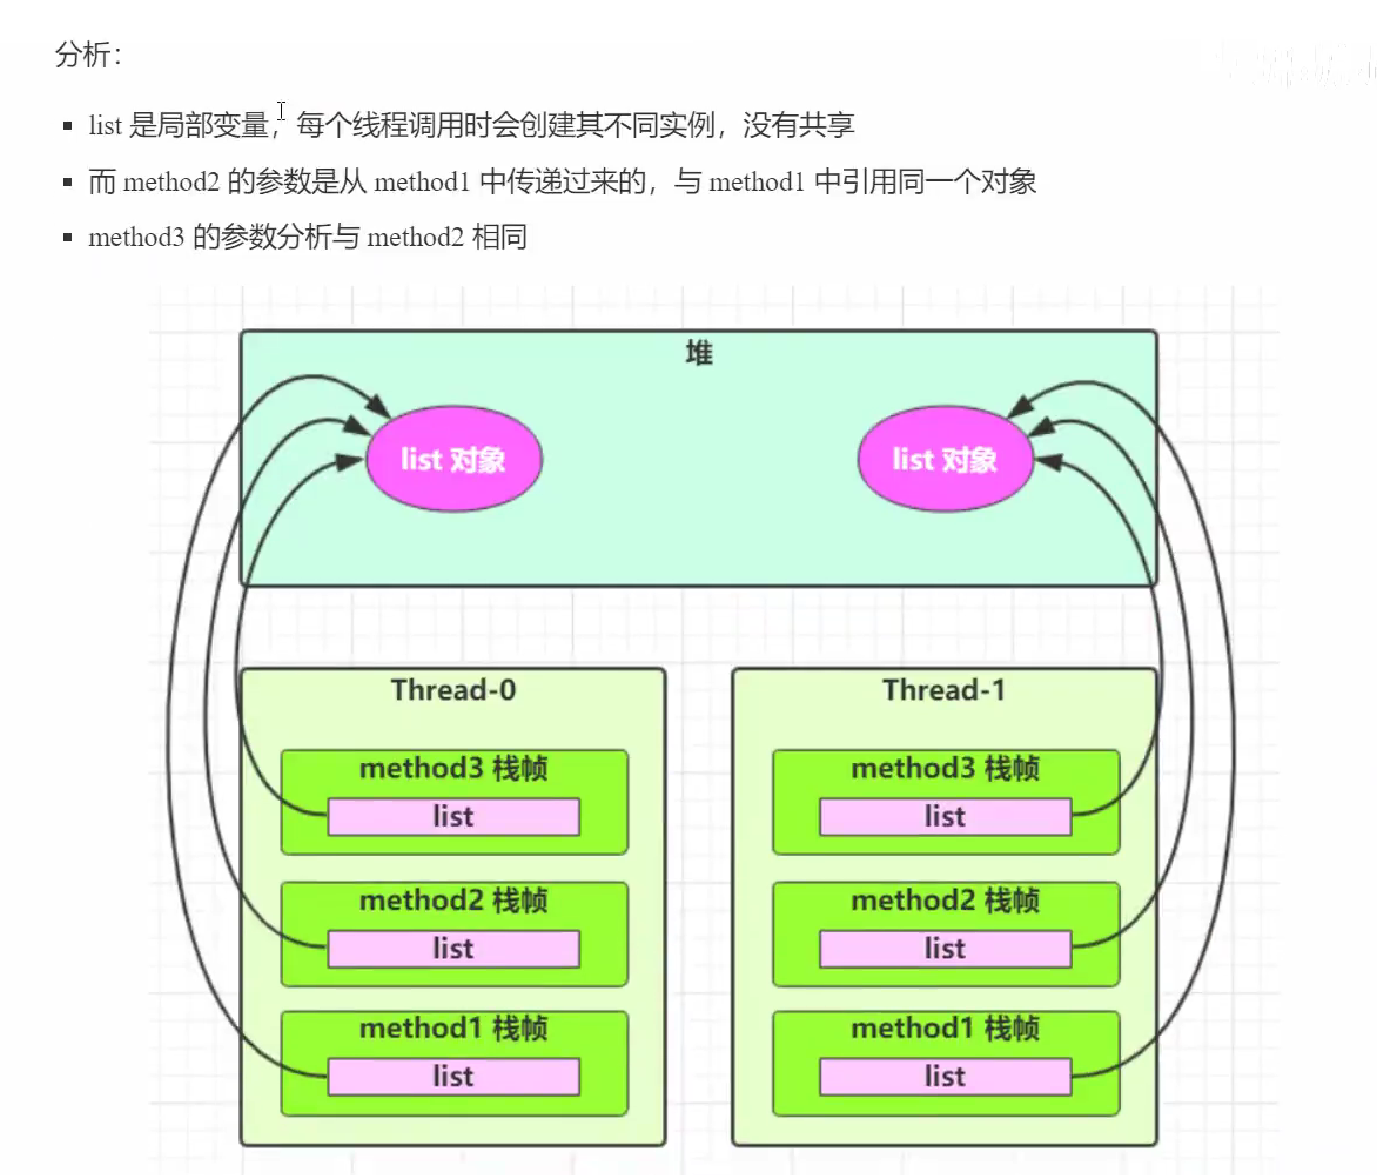 分析：
list 是局部变量，每个线程调用时会创建其不同实例，没有共享
而 method2 的参数是从 method1 中传递过来的，与 method1 中引用同一个对象
method3 的参数分析与 method2 相同
堆
list 对象
list 对象
Thread-0
Thread-1
method3 栈帧
list
method3 栈帧
list
method2 栈帧
list
method2 栈帧
list
method1 栈帧
list
method1 栈帧
list